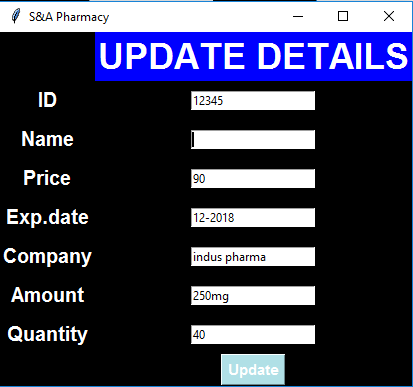 S&A Pharmacy
UPDATE DETAILS
ID 12345
Name
Price 90
Exp.date 12-2018
Company indus pharma
Amount 250mg
Quantity 40
Update